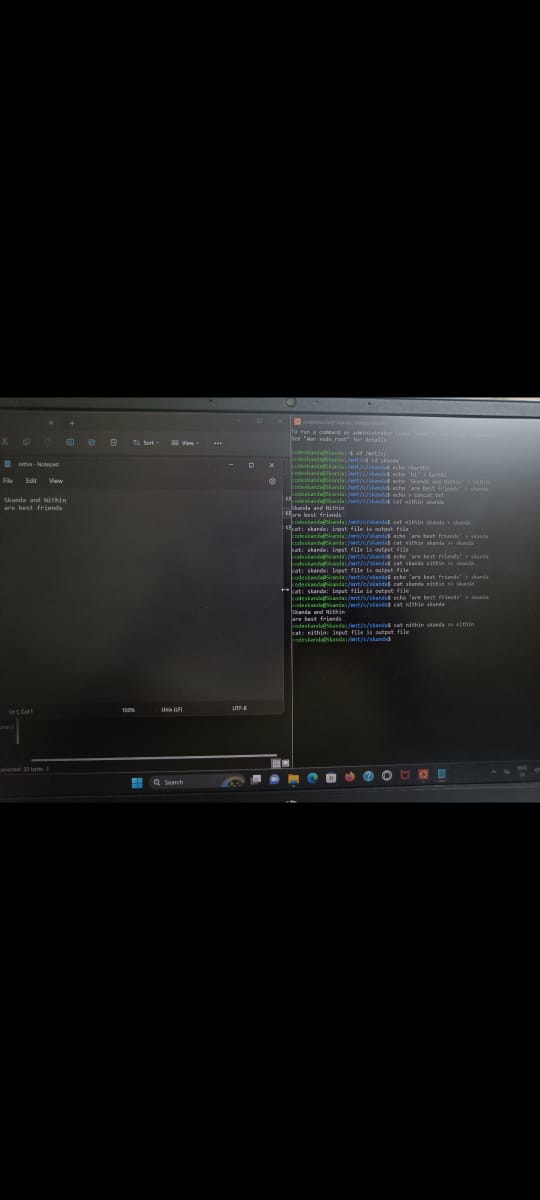 Sort
View
nithin - Notepad
File Edit View
Skanda and Nithin
are best friends
Ln 1, Col 1 100% Unix (LF) UTF-8
Search
To run a command as administrator
See "man sudo_root" for details.
codeskanda@Skanda:~$ cd /mnt/c/
codeskanda@Skanda:/mnt/c$ cd skanda
codeskanda@Skanda:/mnt/c/skanda$ echo
codeskanda@Skanda:/mnt/c/skanda$ echo "hi" >
codeskanda@Skanda:/mnt/c/skanda$ echo "Skanda and Nithin" > nithin
codeskanda@Skanda:/mnt/c/skanda$ echo "are best friends" > skanda
codeskanda@Skanda:/mnt/c/skanda$ echo > concat.txt
codeskanda@Skanda:/mnt/c/skanda$ cat nithin skanda
Skanda and Nithin
are best friends
codeskanda@Skanda:/mnt/c/skanda$ cat nithin skanda > skanda
cat: skanda: input file is output file
codeskanda@Skanda:/mnt/c/skanda$ echo 'are best friends' > skanda
codeskanda@Skanda:/mnt/c/skanda$ cat nithin skanda >> skanda
cat: skanda: input file is output file
codeskanda@Skanda:/mnt/c/skanda$ echo 'are best friends' > skanda
codeskanda@Skanda:/mnt/c/skanda$ cat skanda nithin >> skanda
cat: skanda: input file is output file
codeskanda@Skanda:/mnt/c/skanda$ echo 'are best friends' > skanda
codeskanda@Skanda:/mnt/c/skanda$ cat skanda nithin >> skanda
cat: skanda: input file is output file
codeskanda@Skanda:/mnt/c/skanda$ echo 'are best friends' > skanda
codeskanda@Skanda:/mnt/c/skanda$ cat nithin skanda
Skanda and Nithin
are best friends
codeskanda@Skanda:/mnt/c/skanda$ cat nithin skanda >> nithin
cat: nithin: input file is output file
codeskanda@Skanda:/mnt/c/skanda$